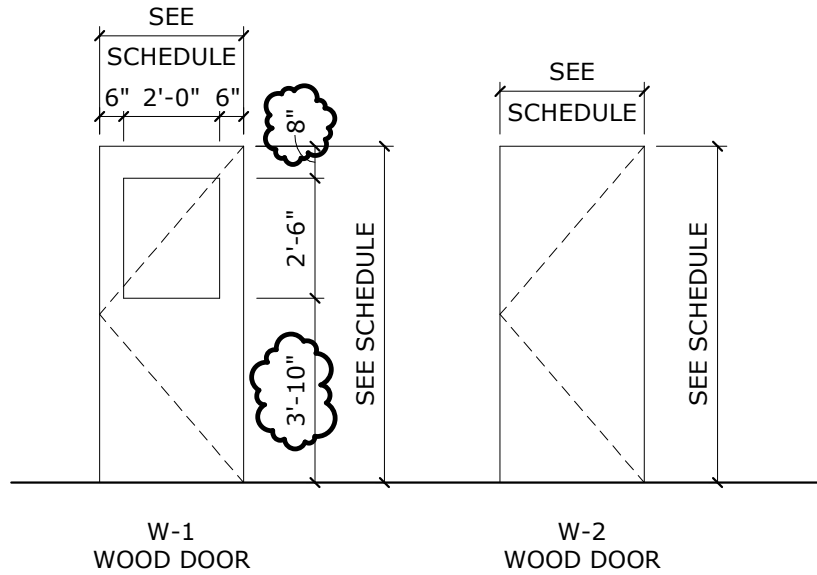 SEE
SCHEDULE
6" 2'-0" 6"
8"
2'-6"
3'-10"
SEE SCHEDULE
W-1
WOOD DOOR
SEE
SCHEDULE
SEE SCHEDULE
W-2
WOOD DOOR